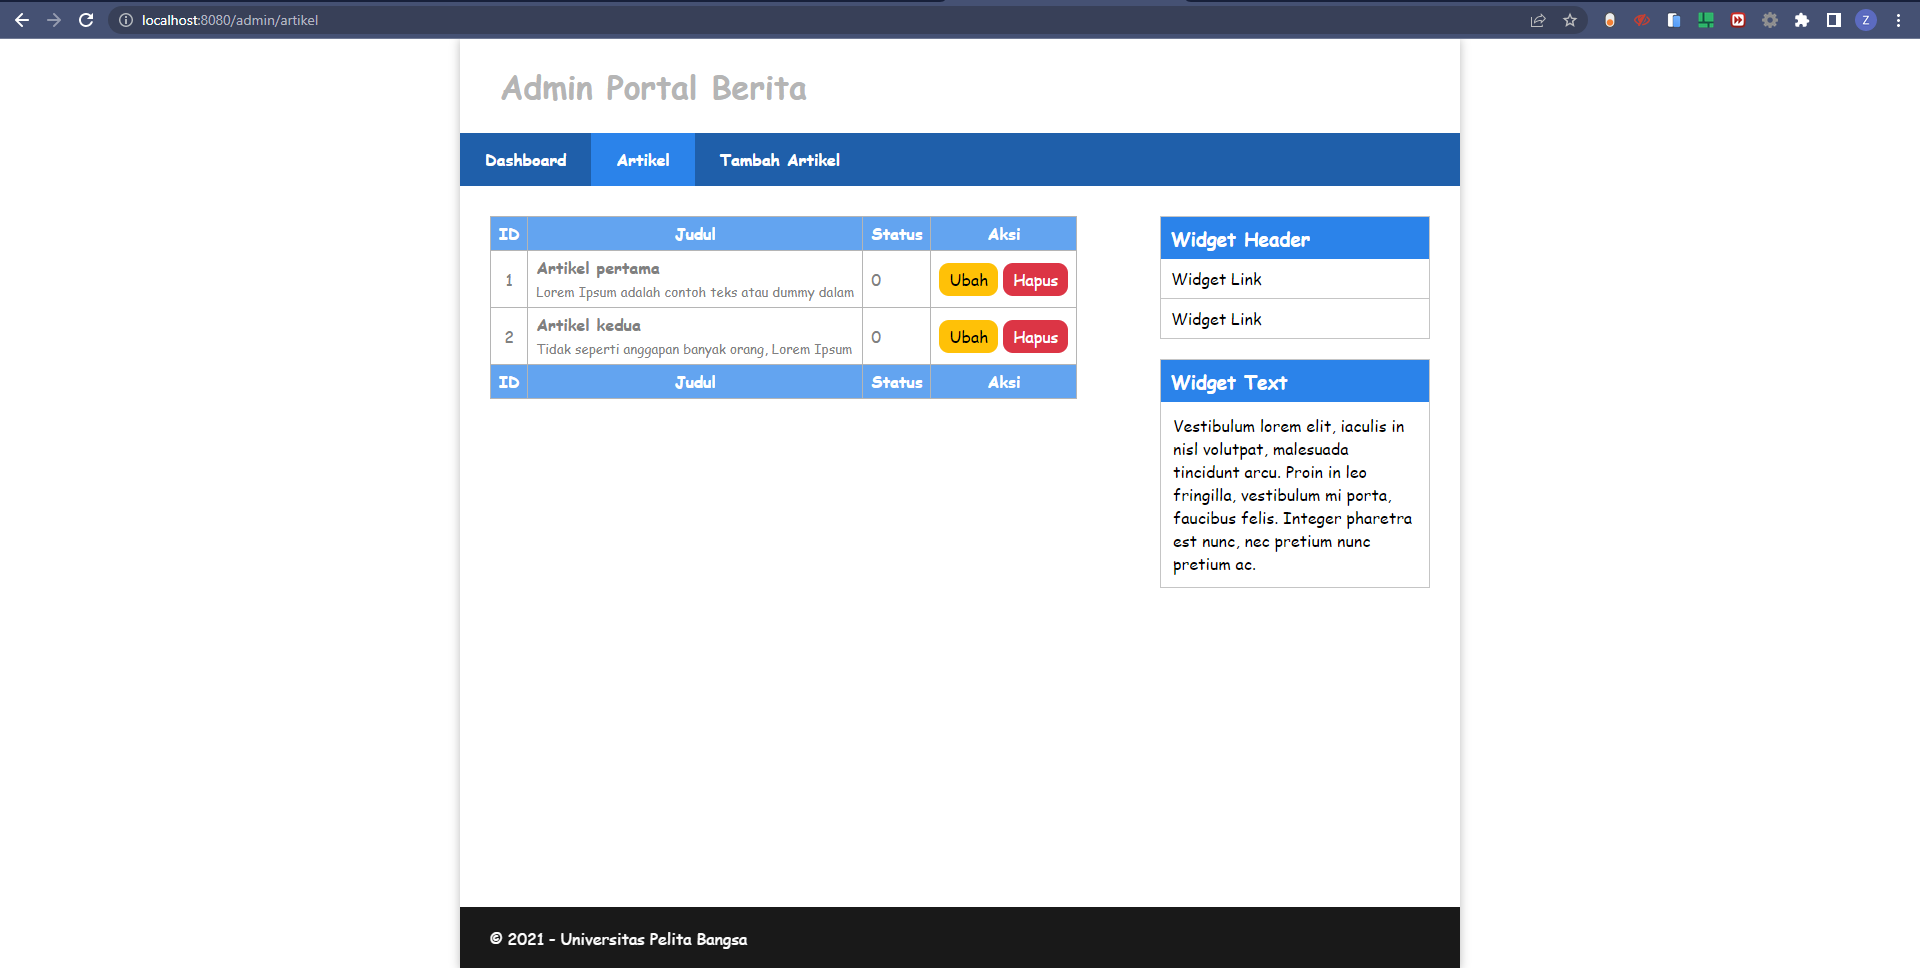 localhost:8080/admin/artikel
Z
Admin Portal Berita
Dashboard Artikel Tambah Artikel
ID Judul Status Aksi
1 Artikel pertama 0 Ubah Hapus
Lorem Ipsum adalah contoh teks atau dummy dalam
2 Artikel kedua 0 Ubah Hapus
Tidak seperti anggapan banyak orang, Lorem Ipsum
ID Judul Status Aksi
Widget Header
Widget Link
Widget Link
Widget Text
Vestibulum lorem elit, iaculis in
nisl volutpat, malesuada
tincidunt arcu. Proin in leo
fringilla, vestibulum mi porta,
faucibus felis. Integer pharetra
est nunc, nec pretium nunc
pretium ac.
© 2021 - Universitas Pelita Bangsa